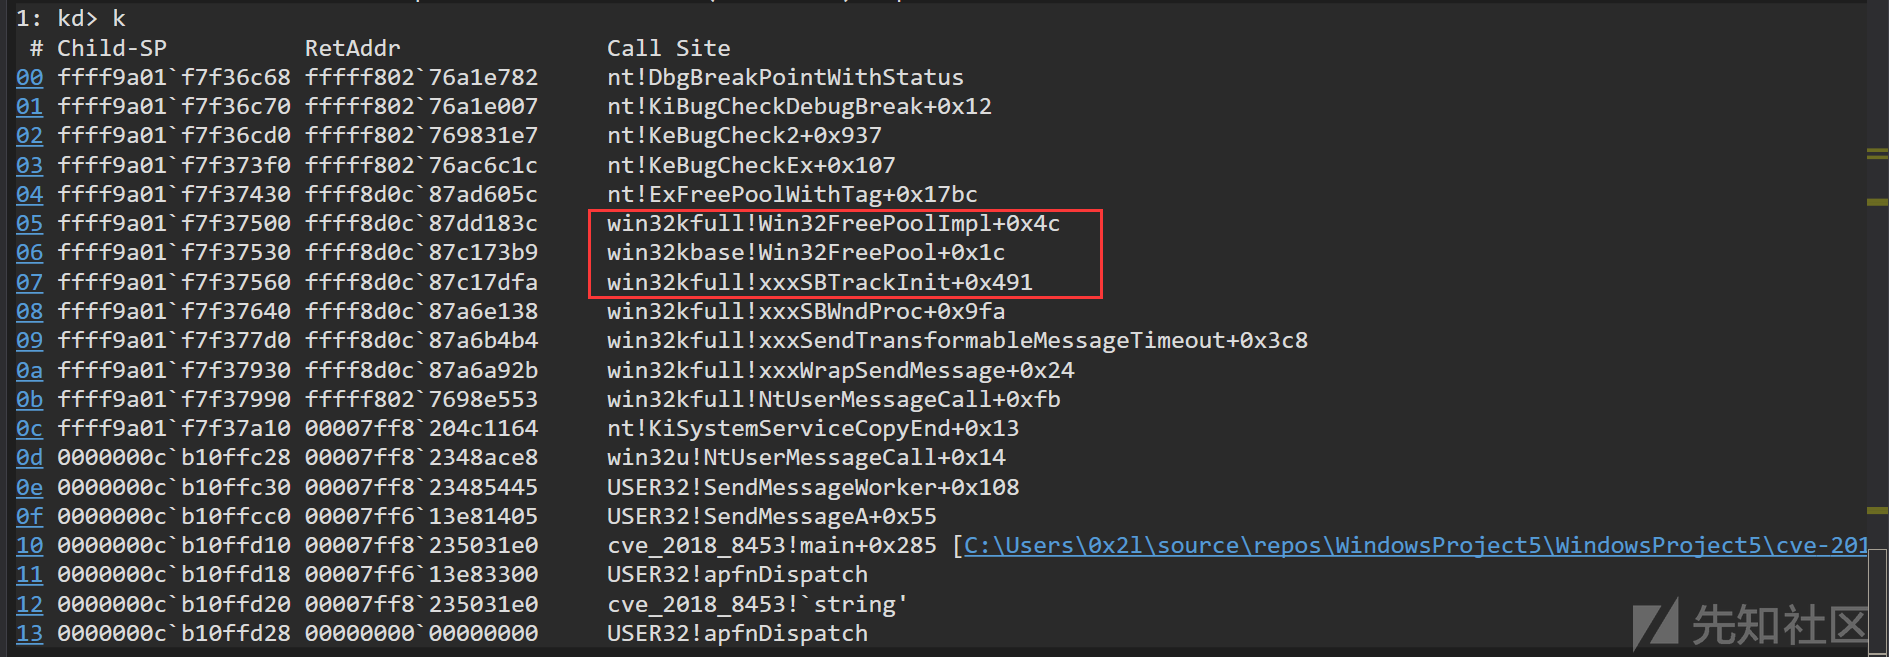 1: kd> k
 # Child-SP          RetAddr               Call Site
00 ffff9a01`f7f36c68 fffff802`76a1e782     nt!DbgBreakPointWithStatus
01 ffff9a01`f7f36c70 fffff802`76a1e007     nt!KiBugCheckDebugBreak+0x12
02 ffff9a01`f7f36cd0 fffff802`769831e7     nt!KeBugCheck2+0x937
03 ffff9a01`f7f373f0 fffff802`76ac6c1c     nt!KeBugCheckEx+0x107
04 ffff9a01`f7f37430 ffff8d0c`87ad605c     nt!ExFreePoolWithTag+0x17bc
05 ffff9a01`f7f37500 ffff8d0c`87dd183c     win32kfull!Win32FreePoolImpl+0x4c
06 ffff9a01`f7f37530 ffff8d0c`87c173b9     win32kbase!Win32FreePool+0x1c
07 ffff9a01`f7f37560 ffff8d0c`87c17dfa     win32kfull!xxxSBTrackInit+0x491
08 ffff9a01`f7f37640 ffff8d0c`87a6e138     win32kfull!xxxSBWndProc+0x9fa
09 ffff9a01`f7f377d0 ffff8d0c`87a6b4b4     win32kfull!xxxSendTransformableMessageTimeout+0x3c8
0a ffff9a01`f7f37930 ffff8d0c`87a6a92b     win32kfull!xxxWrapSendMessage+0x24
0b ffff9a01`f7f37990 fffff802`7698e553     win32kfull!NtUserMessageCall+0xfb
0c ffff9a01`f7f37a10 00007ff8`204c1164     nt!KiSystemServiceCopyEnd+0x13
0d 0000000c`b10ffc28 00007ff8`2348ace8     win32u!NtUserMessageCall+0x14
0e 0000000c`b10ffc30 00007ff8`23485445     USER32!SendMessageWorker+0x108
0f 0000000c`b10ffcc0 00007ff6`13e81405     USER32!SendMessageA+0x55
10 0000000c`b10ffd10 00007ff8`235031e0     cve_2018_8453!main+0x285 [C:\Users\0x2l\source\repos\WindowsProject5\WindowsProject5\cve-201
11 0000000c`b10ffd18 00007ff6`13e83300     USER32!apfnDispatch
12 0000000c`b10ffd20 00007ff8`235031e0     cve_2018_8453!`string'
13 0000000c`b10ffd28 00000000`00000000     USER32!apfnDispatch
先知社区